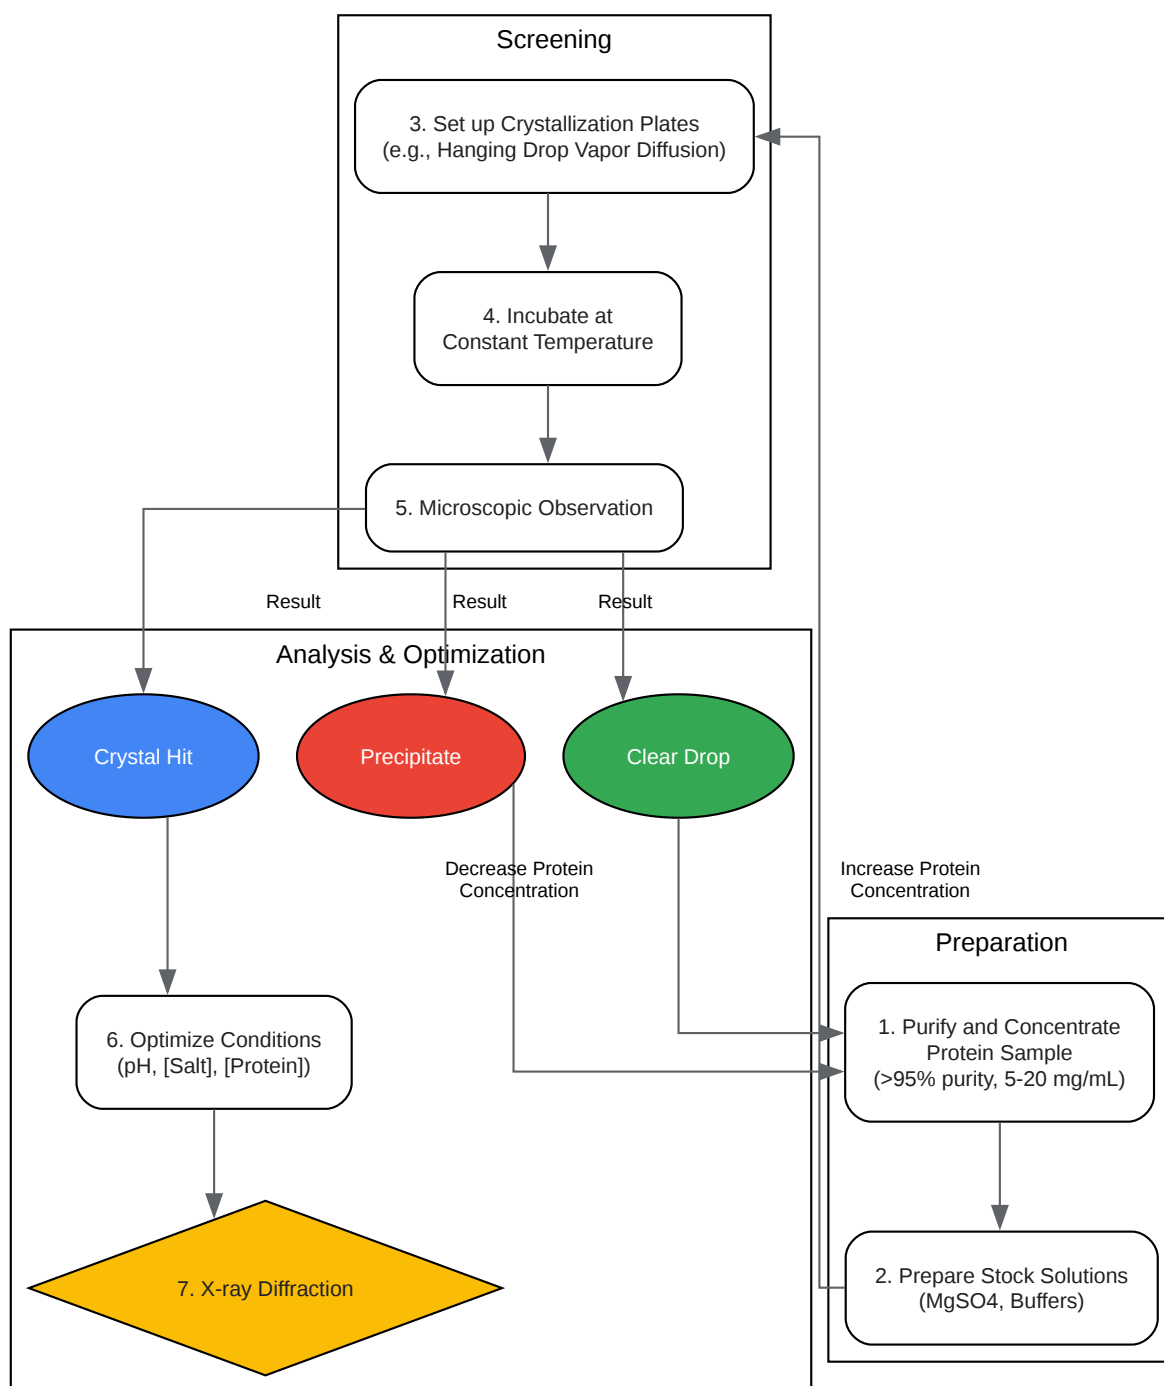 Screening
3. Set up Crystallization Plates
(e.g., Hanging Drop Vapor Diffusion)
4. Incubate at
Constant Temperature
5. Microscopic Observation
Result
Result
Result
Analysis & Optimization
Crystal Hit
Precipitate
Clear Drop
Decrease Protein
Concentration
Increase Protein
Concentration
Preparation
1. Purify and Concentrate
Protein Sample
(>95% purity, 5-20 mg/mL)
6. Optimize Conditions
(pH, [Salt], [Protein])
7. X-ray Diffraction
2. Prepare Stock Solutions
(MgSO4, Buffers)